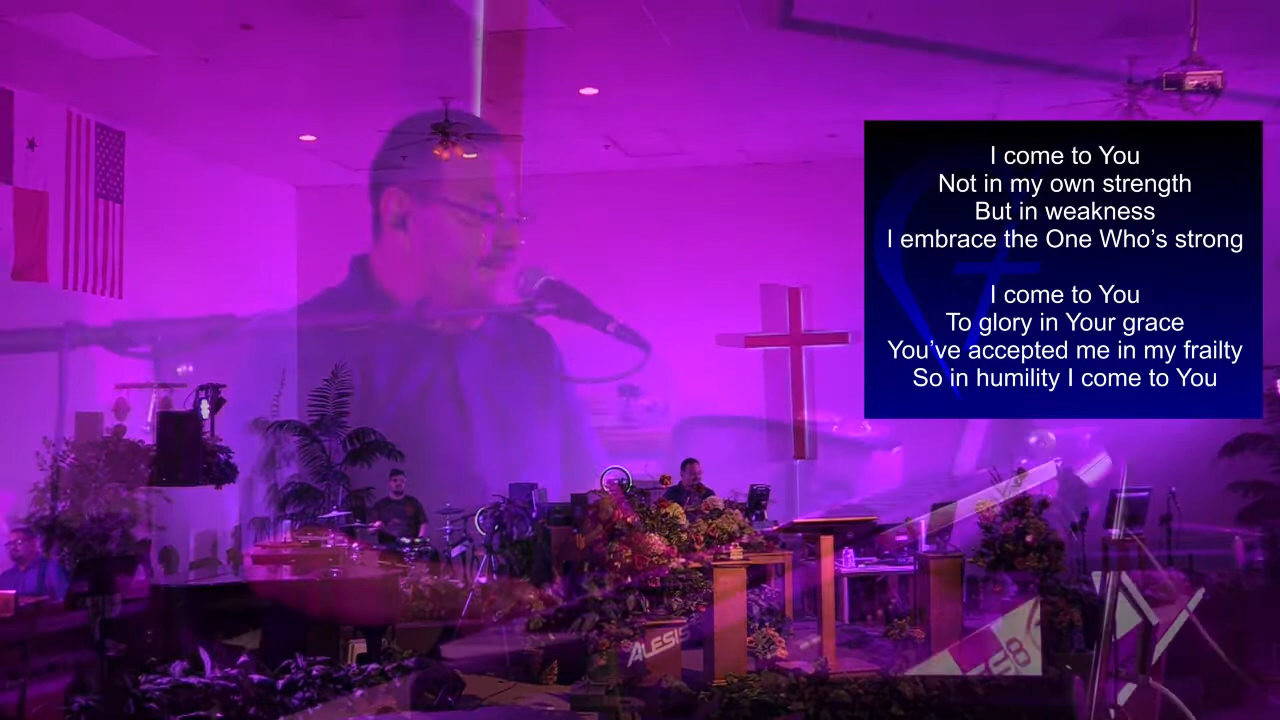 I come to You
Not in my own strength
But in weakness
I embrace the One Who’s strong
I come to You
To glory in Your grace
You’ve accepted me in my frailty
So in humility I come to You
ALESIS